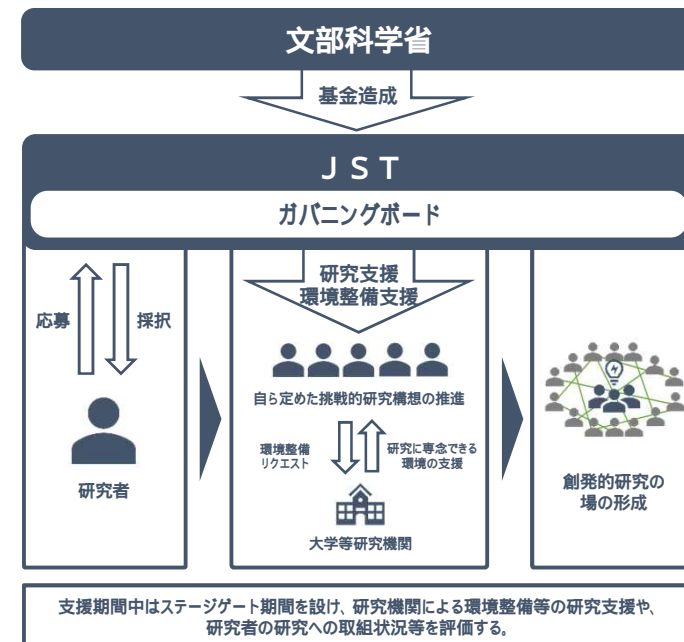 文部科学省
基金造成
ＪＳＴ
ガバニングボード
応募
採択
研究者
研究支援
環境整備支援
自ら定めた挑戦的研究構想の推進
環境整備
リクエスト
研究に専念できる
環境の支援
大学等研究機関
創発的研究の
場の形成
支援期間中はステージゲート期間を設け、研究機関による環境整備等の研究支援や、
研究者の研究への取組状況等を評価する。